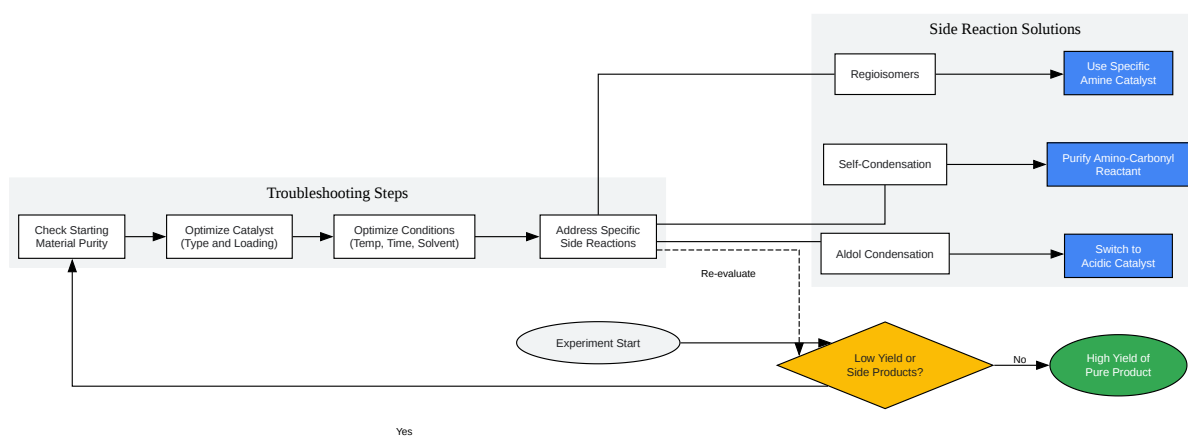 Side Reaction Solutions
Regioisomers
Use Specific
Amine Catalyst
Self-Condensation
Purify Amino-Carbonyl
Reactant
Troubleshooting Steps
Check Starting
Material Purity
Optimize Catalyst
(Type and Loading)
Optimize Conditions
(Temp, Time, Solvent)
Address Specific
Side Reactions
Aldol Condensation
Switch to
Acidic Catalyst
Re-evaluate
Experiment Start
Low Yield or
Side Products?
No
High Yield of
Pure Product
Yes